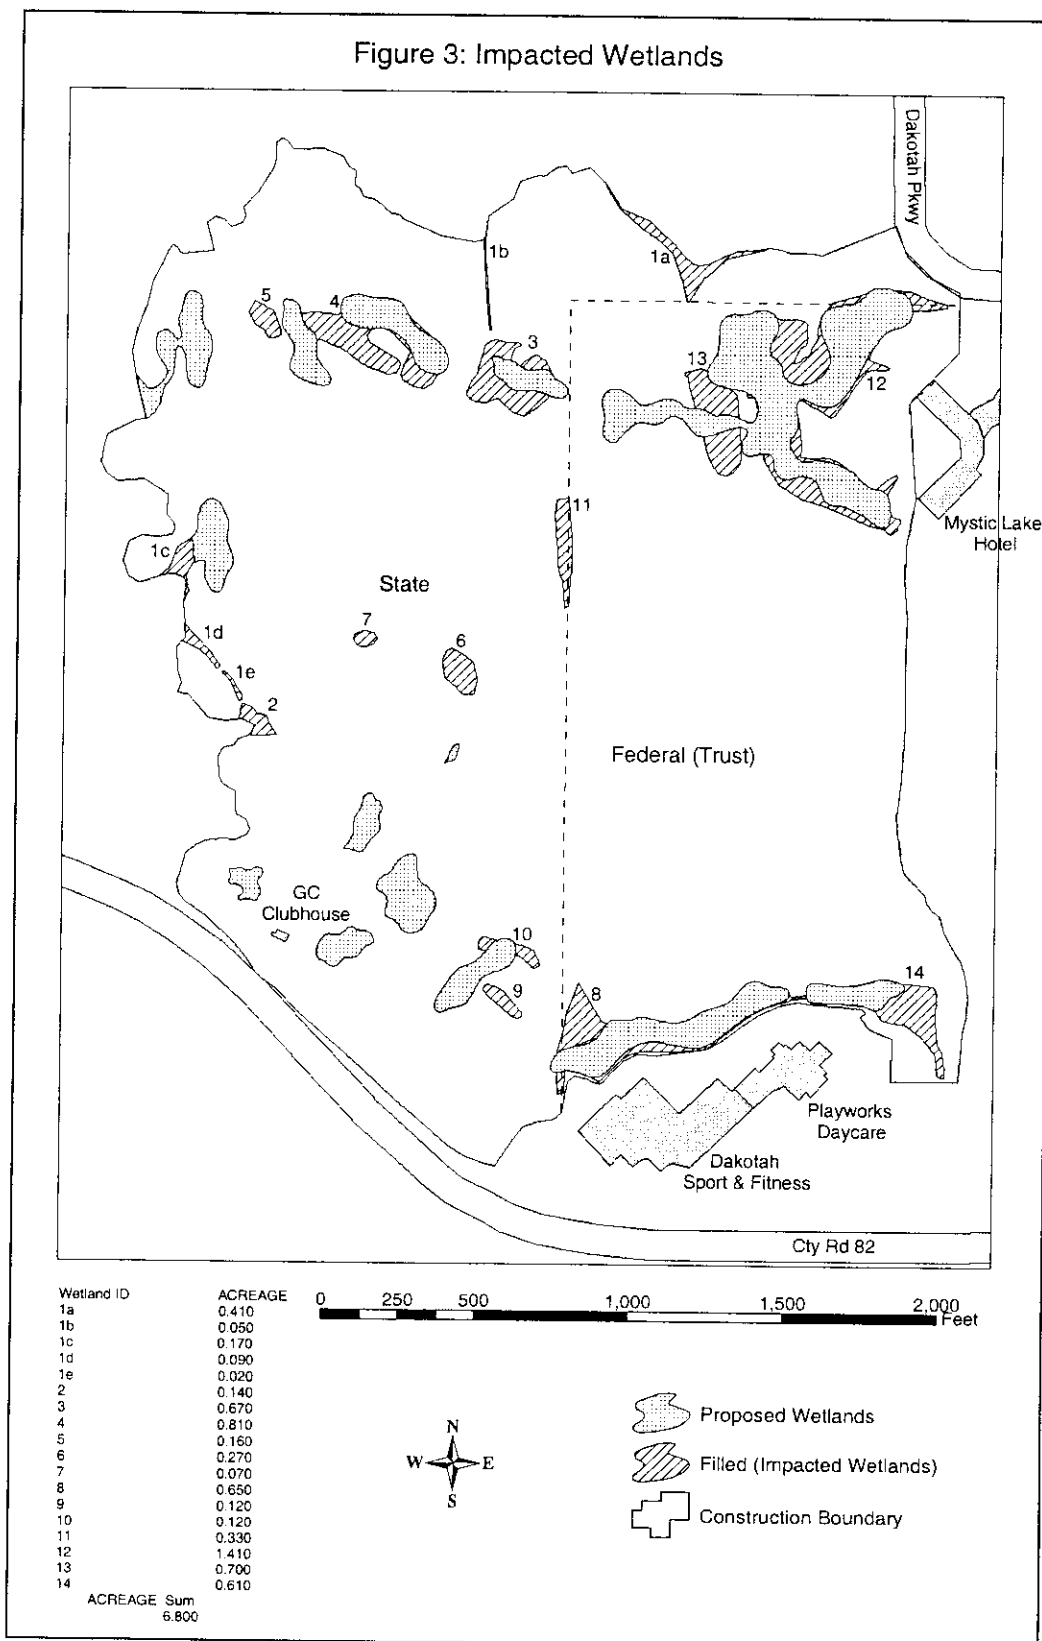 Figure 3: Impacted Wetlands
Dakotah Pkwy
1b
1a
5
4
3
13
12
11
Mystic Lake
Hotel
1c
State
7
6
1d
1e
2
Federal (Trust)
GC
Clubhouse
10
9
8
14
Playworks
Daycare
Dakotah
Sport & Fitness
Cty Rd 82
Wetland ID ACREAGE
1a 0.410
1b 0.050
1c 0.170
1d 0.090
1e 0.020
2 0.140
3 0.670
4 0.810
5 0.160
6 0.270
7 0.070
8 0.650
9 0.120
10 0.120
11 0.330
12 1.410
13 0.700
14 0.610
ACREAGE Sum
6.800
0 250 500 1,000 1,500 2,000
Feet
N
W E
S
Proposed Wetlands
Filled (Impacted Wetlands)
Construction Boundary